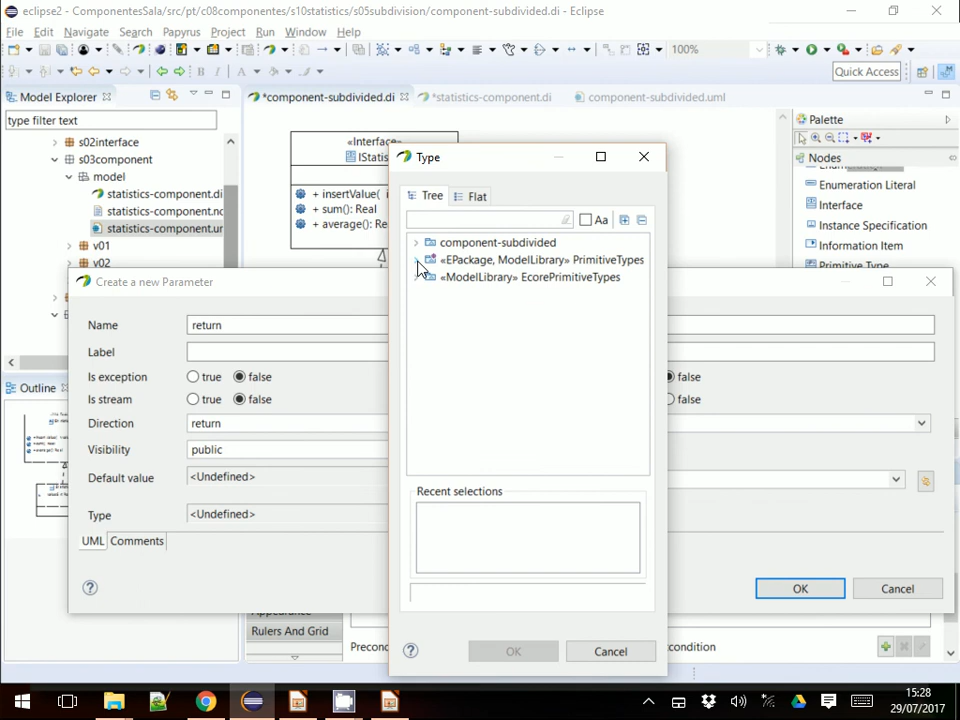 eclipse2 - ComponentesSala/src/pt/c08componentes/s10statistics/s05subdivision/component-subdivided.di - Eclipse
File Edit Navigate Search Papyrus Project Run Window Help
100%
Quick Access
Model Explorer
*component-subdivided.di
*statistics-component.di
component-subdivided.uml
type filter text
s02interface
s03component
model
statistics-component.di
statistics-component.nc
statistics-component.ur
v01
v02
«Interface»
IStatis
+ insertValue( i
+ sum(): Real
+ average(): Re
Palette
Nodes
Enumeration Literal
Interface
Instance Specification
Information Item
Primitive Type
Type
Tree
Flat
Aa
component-subdivided
«EPackage, ModelLibrary» PrimitiveTypes
«ModelLibrary» EcorePrimitiveTypes
Recent selections
OK
Cancel
Create a new Parameter
Name
return
Label
Is exception
true
false
false
Is stream
true
false
false
Direction
return
Visibility
public
Default value
<Undefined>
Type
<Undefined>
UML
Comments
OK
Cancel
Outline
Appearance
Rulers And Grid
Precond
condition
15:28
29/07/2017